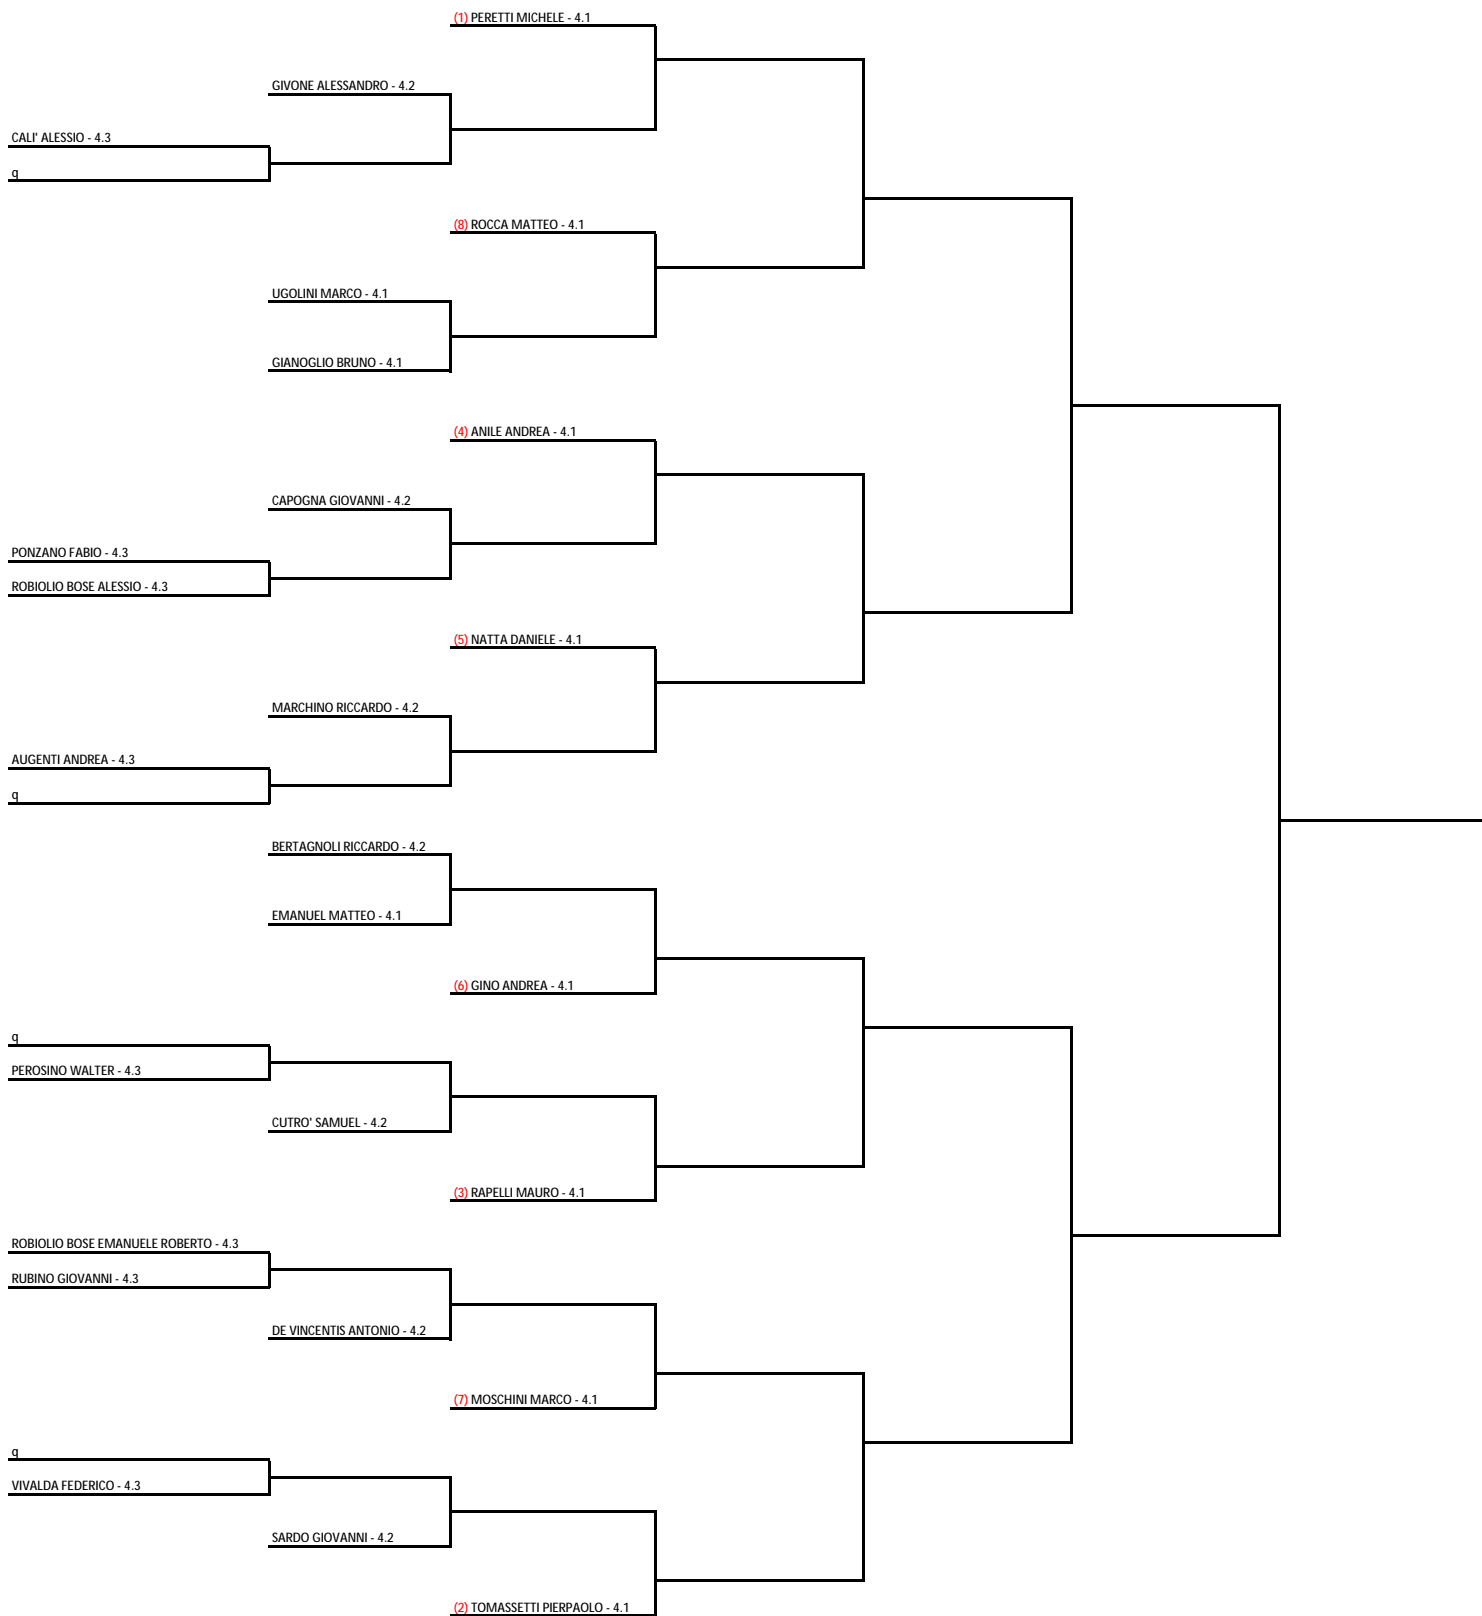 (1) PERETTI MICHELE - 4.1
GIVONE ALESSANDRO - 4.2
CALI' ALESSIO - 4.3
q
(8) ROCCA MATTEO - 4.1
UGOLINI MARCO - 4.1
GIANOGLIO BRUNO - 4.1
(4) ANILE ANDREA - 4.1
CAPOGNA GIOVANNI - 4.2
PONZANO FABIO - 4.3
ROBIOLIO BOSE ALESSIO - 4.3
(5) NATTA DANIELE - 4.1
MARCHINO RICCARDO - 4.2
AUGENTI ANDREA - 4.3
q
BERTAGNOLI RICCARDO - 4.2
EMANUEL MATTEO - 4.1
(6) GINO ANDREA - 4.1
q
PEROSINO WALTER - 4.3
CUTRO' SAMUEL - 4.2
(3) RAPELLI MAURO - 4.1
ROBIOLIO BOSE EMANUELE ROBERTO - 4.3
RUBINO GIOVANNI - 4.3
DE VINCENTIS ANTONIO - 4.2
(7) MOSCHINI MARCO - 4.1
q
VIVALDA FEDERICO - 4.3
SARDO GIOVANNI - 4.2
(2) TOMASSETTI PIERPAOLO - 4.1